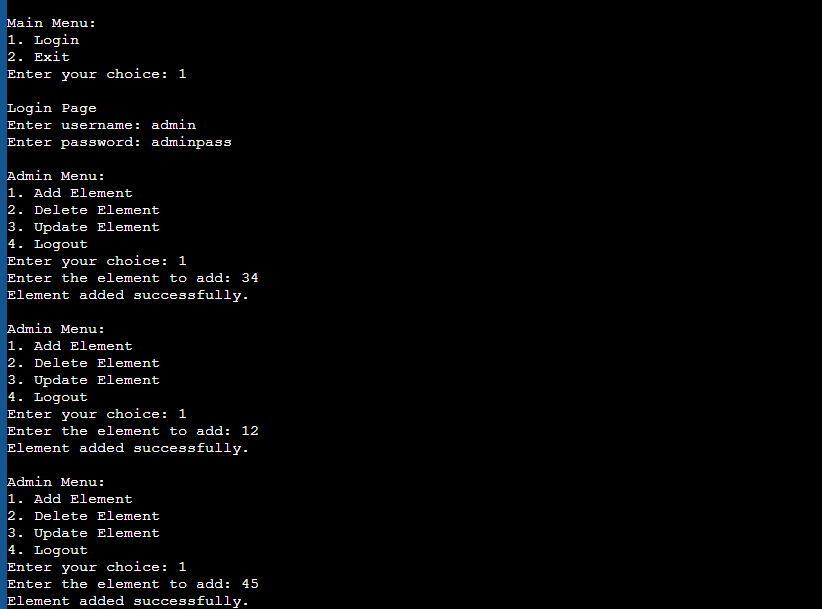 Main Menu:
1. Login
2. Exit
Enter your choice: 1
Login Page
Enter username: admin
Enter password: adminpass
Admin Menu:
1. Add Element
2. Delete Element
3. Update Element
4. Logout
Enter your choice: 1
Enter the element to add: 34
Element added successfully.
Admin Menu:
1. Add Element
2. Delete Element
3. Update Element
4. Logout
Enter your choice: 1
Enter the element to add: 12
Element added successfully.
Admin Menu:
1. Add Element
2. Delete Element
3. Update Element
4. Logout
Enter your choice: 1
Enter the element to add: 45
Element added successfully.